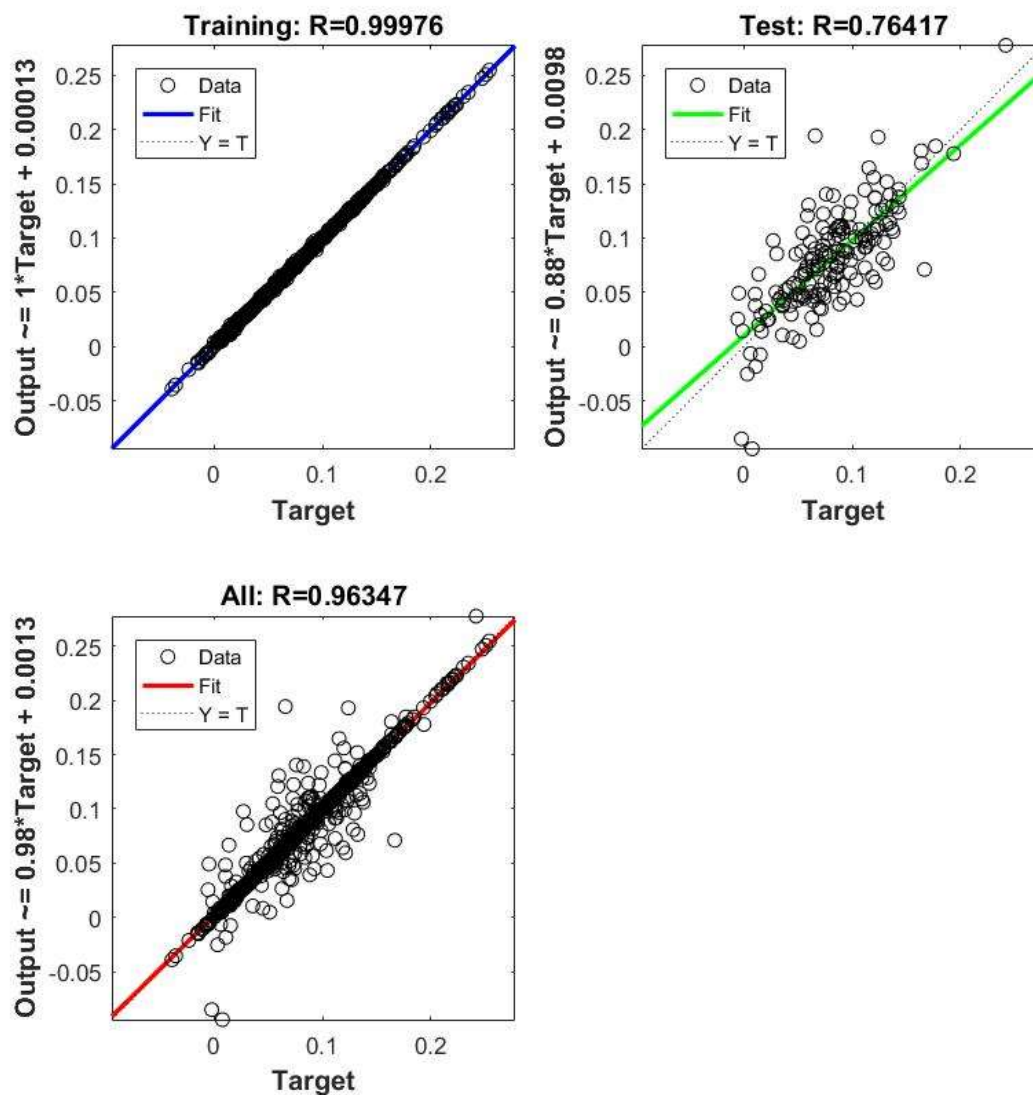 Training: R=0.99976
Output ~= 1*Target + 0.00013
0.25
0.2
0.15
0.1
0.05
0
-0.05
Data
Fit
Y = T
0
0.1
0.2
Target
Test: R=0.76417
Output ~= 0.88*Target + 0.0098
0.25
0.2
0.15
0.1
0.05
0
-0.05
Data
Fit
Y = T
0
0.1
0.2
Target
All: R=0.96347
Output ~= 0.98*Target + 0.0013
0.25
0.2
0.15
0.1
0.05
0
-0.05
Data
Fit
Y = T
0
0.1
0.2
Target